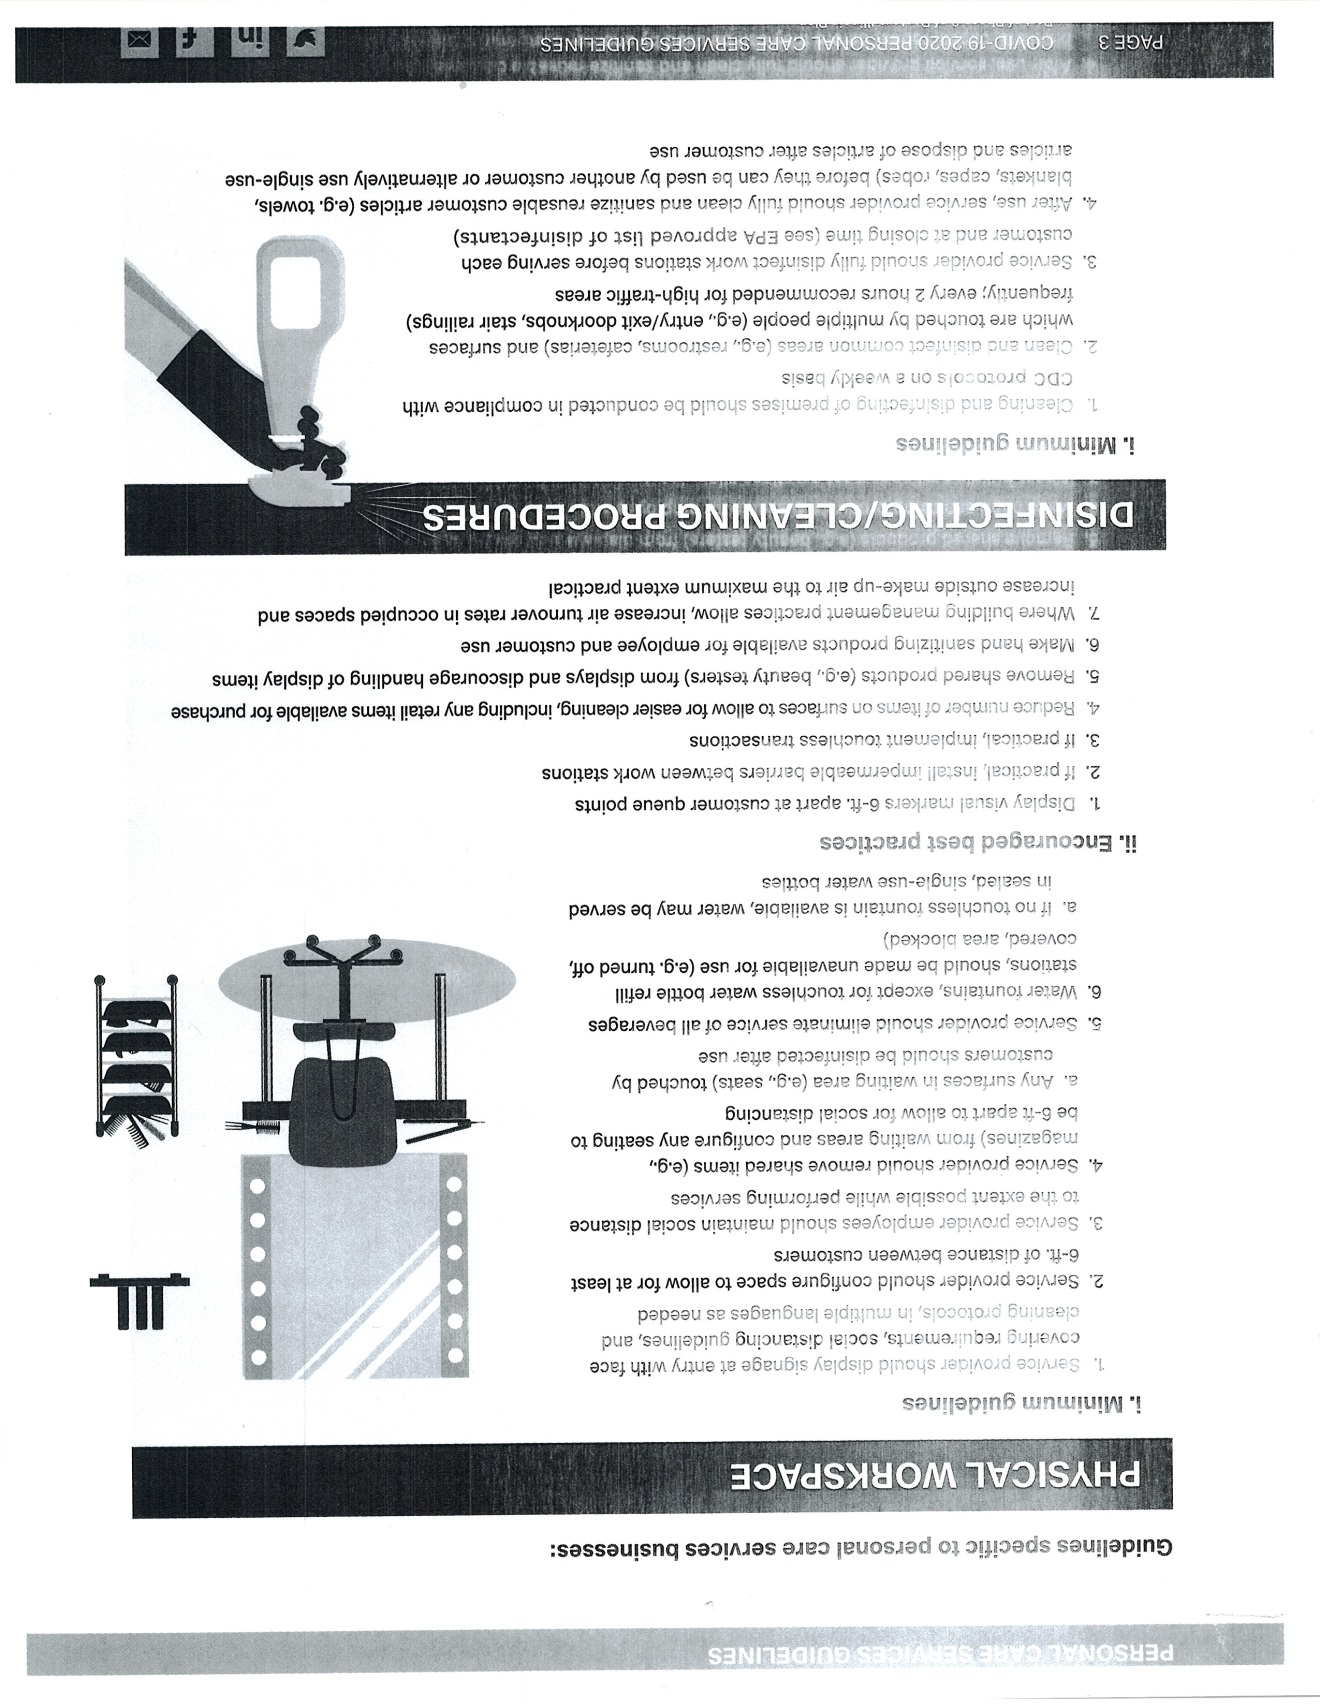 PERSONAL CARE SERVICES GUIDELINES
Guidelines specific to personal care services businesses:
PHYSICAL WORKSPACE
i. Minimum guidelines
1. Service provider should display signage at entry with face
covering requirements, social distancing guidelines, and
cleaning protocols, in multiple languages as needed
2. Service provider should configure space to allow for at least
6-ft. of distance between customers
3. Service provider employees should maintain social distance
to the extent possible while performing services
4. Service provider should remove shared items (e.g.,
magazines) from waiting areas and configure any seating to
be 6-ft apart to allow for social distancing
a. Any surfaces in waiting area (e.g., seats) touched by
customers should be disinfected after use
5. Service provider should eliminate service of all beverages
6. Water fountains, except for touchless water bottle refill
stations, should be made unavailable for use (e.g. turned off,
covered, area blocked)
a. If no touchless fountain is available, water may be served
in sealed, single-use water bottles
ii. Encouraged best practices
1. Display visual markers 6-ft. apart at customer queue points
2. If practical, install impermeable barriers between work stations
3. If practical, implement touchless transactions
4. Reduce number of items on surfaces to allow for easier cleaning, including any retail items available for purchase
5. Remove shared products (e.g., beauty testers) from displays and discourage handling of display items
6. Make hand sanitizing products available for employee and customer use
7. Where building management practices allow, increase air turnover rates in occupied spaces and
increase outside make-up air to the maximum extent practical
DISINFECTING/CLEANING PROCEDURES
i. Minimum guidelines
1. Cleaning and disinfecting of premises should be conducted in compliance with
CDC protocols on a weekly basis
2. Clean and disinfect common areas (e.g., restrooms, cafeterias) and surfaces
which are touched by multiple people (e.g., entry/exit doorknobs, stair railings)
frequently; every 2 hours recommended for high-traffic areas
3. Service provider should fully disinfect work stations before serving each
customer and at closing time (see EPA approved list of disinfectants)
4. After use, service provider should fully clean and sanitize reusable customer articles (e.g. towels,
blankets, capes, robes) before they can be used by another customer or alternatively use single-use
articles and dispose of articles after customer use
PAGE 3 COVID-19 2020 PERSONAL CARE SERVICES GUIDELINES
in f